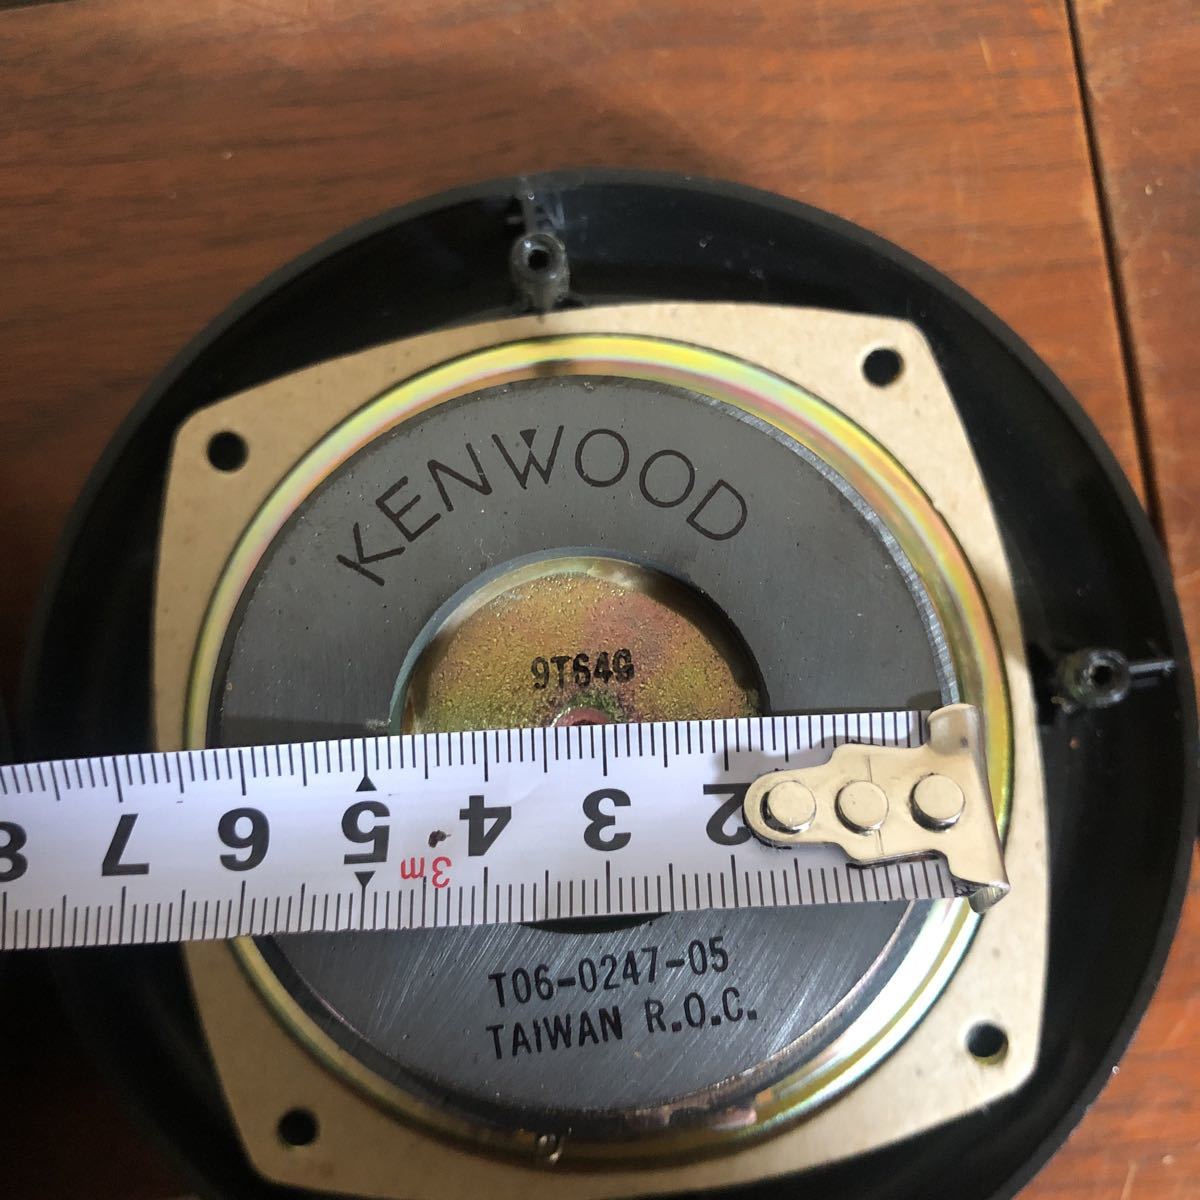 KENWOOD
9T64G
8 7 6 5 4 3 2
3m
T06-0247-05
TAIWAN R.O.C.